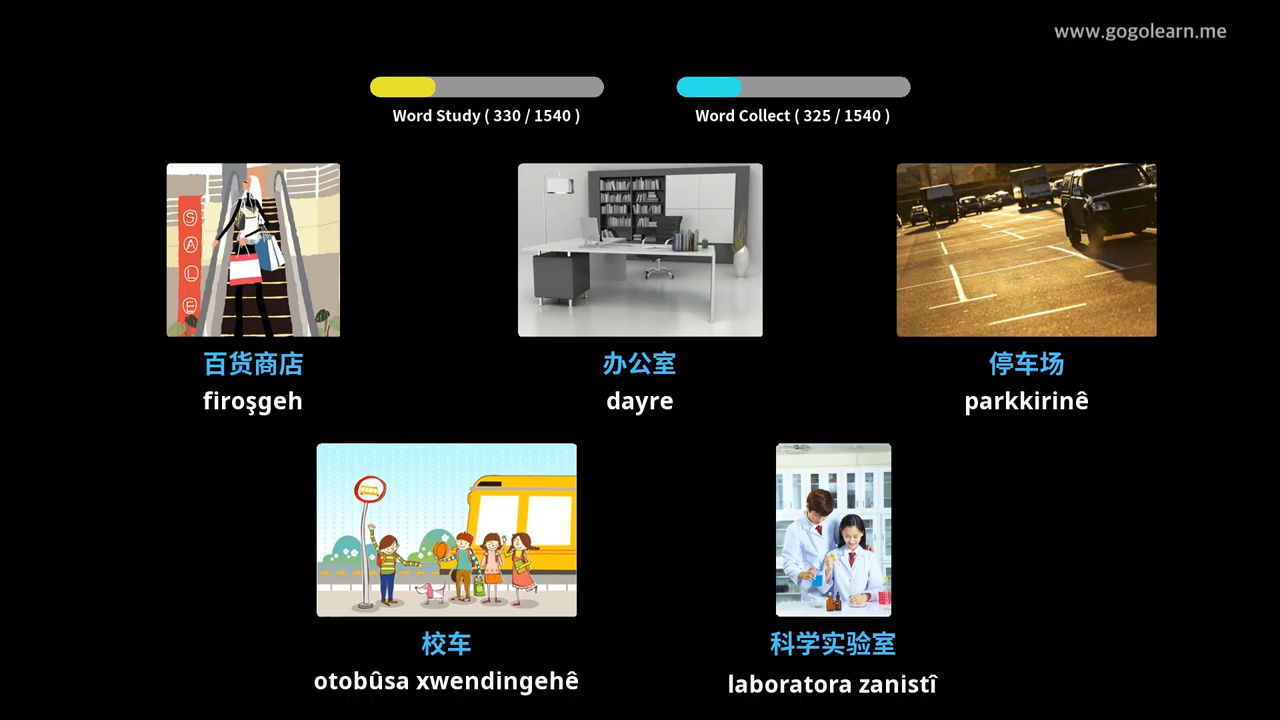 www.gogolearn.me
Word Study ( 330 / 1540 )
Word Collect ( 325 / 1540 )
S
A
L
E
百货商店
firoşgeh
办公室
dayre
停车场
parkkirinê
校车
otobûsa xwendingehê
科学实验室
laboratora zanistî